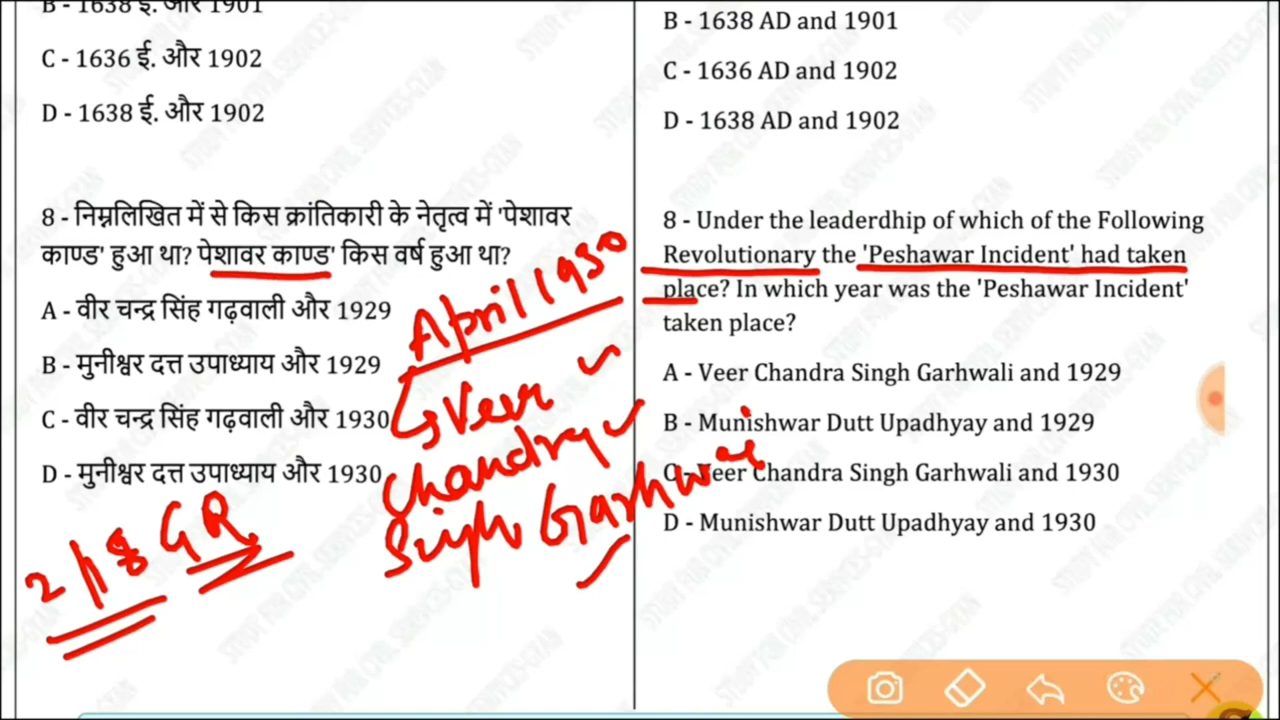 B - 1638 ई. और 1901
C - 1636 ई. और 1902
D - 1638 ई. और 1902
8 - निम्नलिखित में से किस क्रांतिकारी के नेतृत्व में 'पेशावर
काण्ड' हुआ था? पेशावर काण्ड' किस वर्ष हुआ था?
A - वीर चन्द्र सिंह गढ़वाली और 1929
B - मुनीश्वर दत्त उपाध्याय और 1929
C - वीर चन्द्र सिंह गढ़वाली और 1930
D - मुनीश्वर दत्त उपाध्याय और 1930
2/18 GR
April 1930
Veer
Chandra
Singh Garhwal
B - 1638 AD and 1901
C - 1636 AD and 1902
D - 1638 AD and 1902
8 - Under the leaderdhip of which of the Following
Revolutionary the 'Peshawar Incident' had taken
place? In which year was the 'Peshawar Incident'
taken place?
A - Veer Chandra Singh Garhwali and 1929
B - Munishwar Dutt Upadhyay and 1929
C - Veer Chandra Singh Garhwali and 1930
D - Munishwar Dutt Upadhyay and 1930